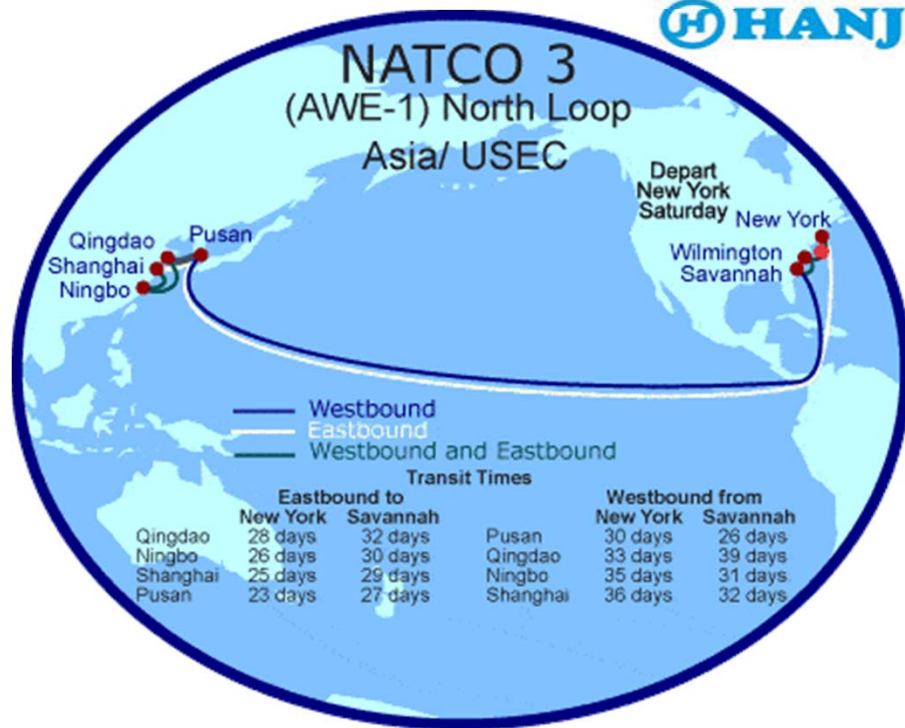 HANJ
NATCO 3
(AWE-1) North Loop
Asia/ USEC
Depart
New York
Saturday
New York
Wilmington
Savannah
Qingdao
Pusan
Shanghai
Ningbo
Westbound
Eastbound
Westbound and Eastbound
Transit Times
Eastbound to Westbound from
New York Savannah New York Savannah
Qingdao 28 days 32 days Pusan 30 days 26 days
Ningbo 26 days 30 days Qingdao 33 days 39 days
Shanghai 25 days 29 days Ningbo 35 days 31 days
Pusan 23 days 27 days Shanghai 36 days 32 days